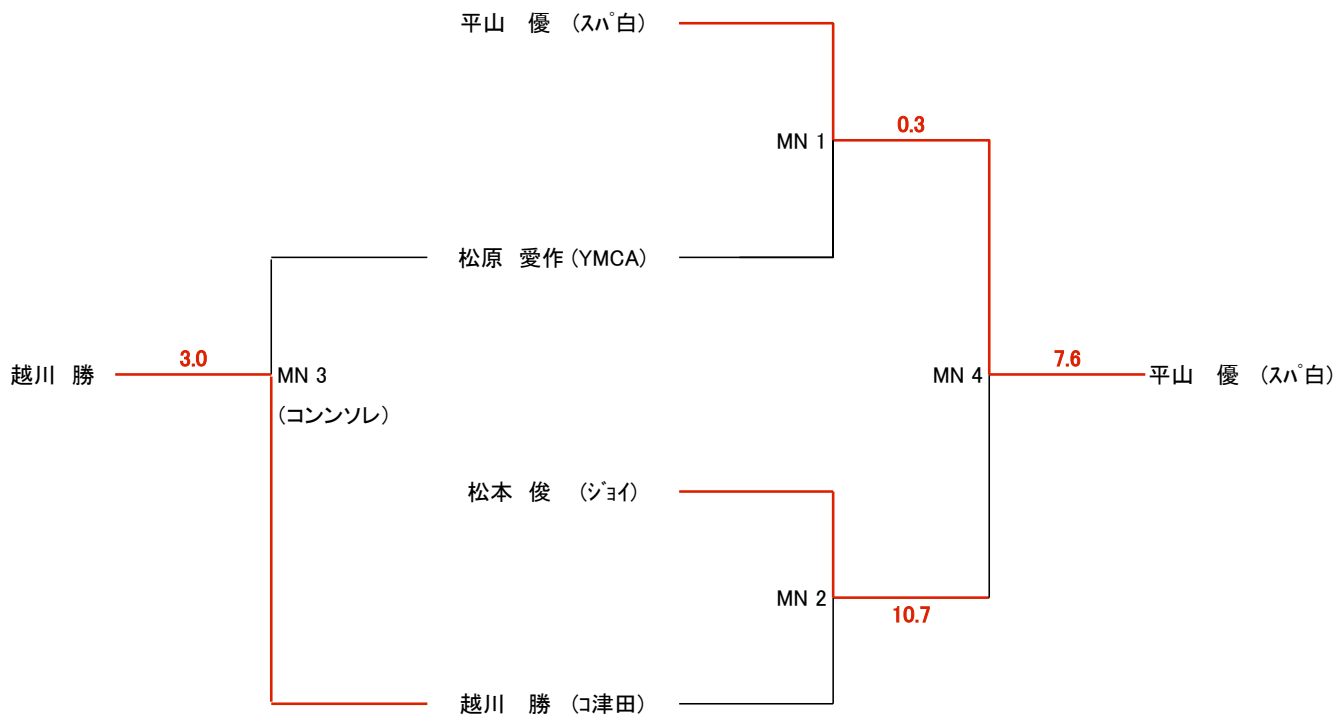 平山　優　(ｽﾊﾟ白)
MN 1
0.3
松原　愛作 (YMCA)
越川　勝
3.0
MN 3
(コンンソレ)
MN 4
7.6
平山　優　(ｽﾊﾟ白)
松本　俊　(ｼﾞｮｲ)
MN 2
10.7
越川　勝 (ｺ津田)